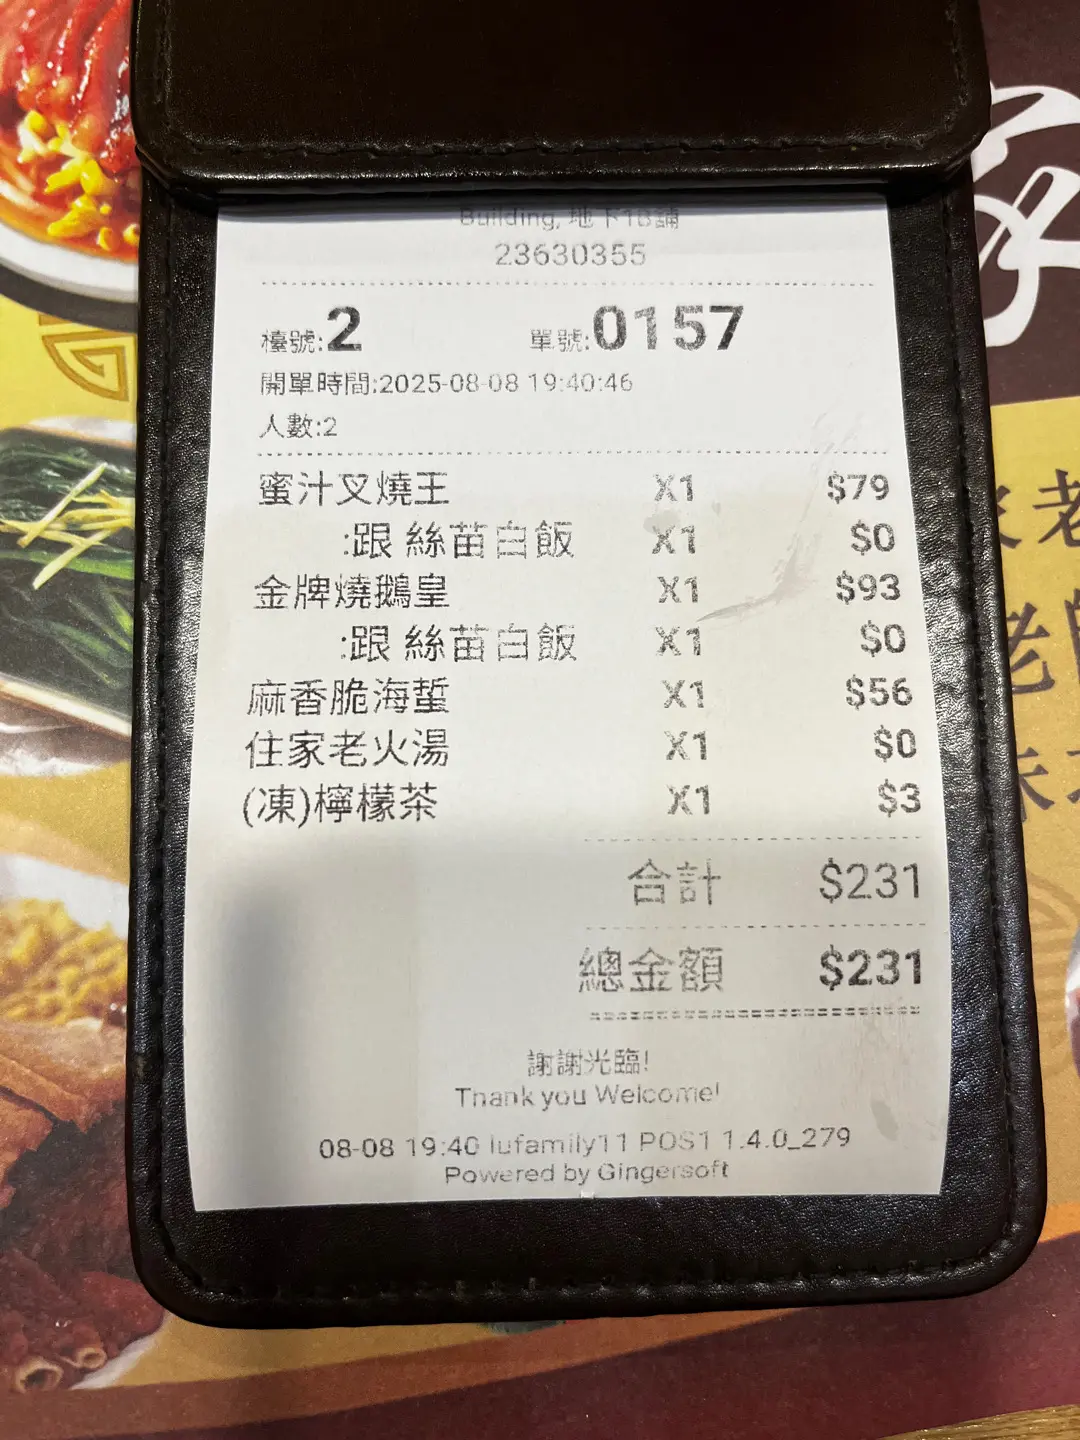 Building, 地下1B舖
23630355
檯號:2 單號:0157
開單時間:2025-08-08 19:40:46
人數:2
蜜汁叉燒王 X1 $79
:跟 絲苗白飯 X1 $0
金牌燒鵝皇 X1 $93
:跟 絲苗白飯 X1 $0
麻香脆海蜇 X1 $56
住家老火湯 X1 $0
(凍)檸檬茶 X1 $3
合計 $231
總金額 $231
謝謝光臨!
Thank you Welcome!
08-08 19:40 lufamily11 POS1 1.4.0_279
Powered by Gingersoft
家
老